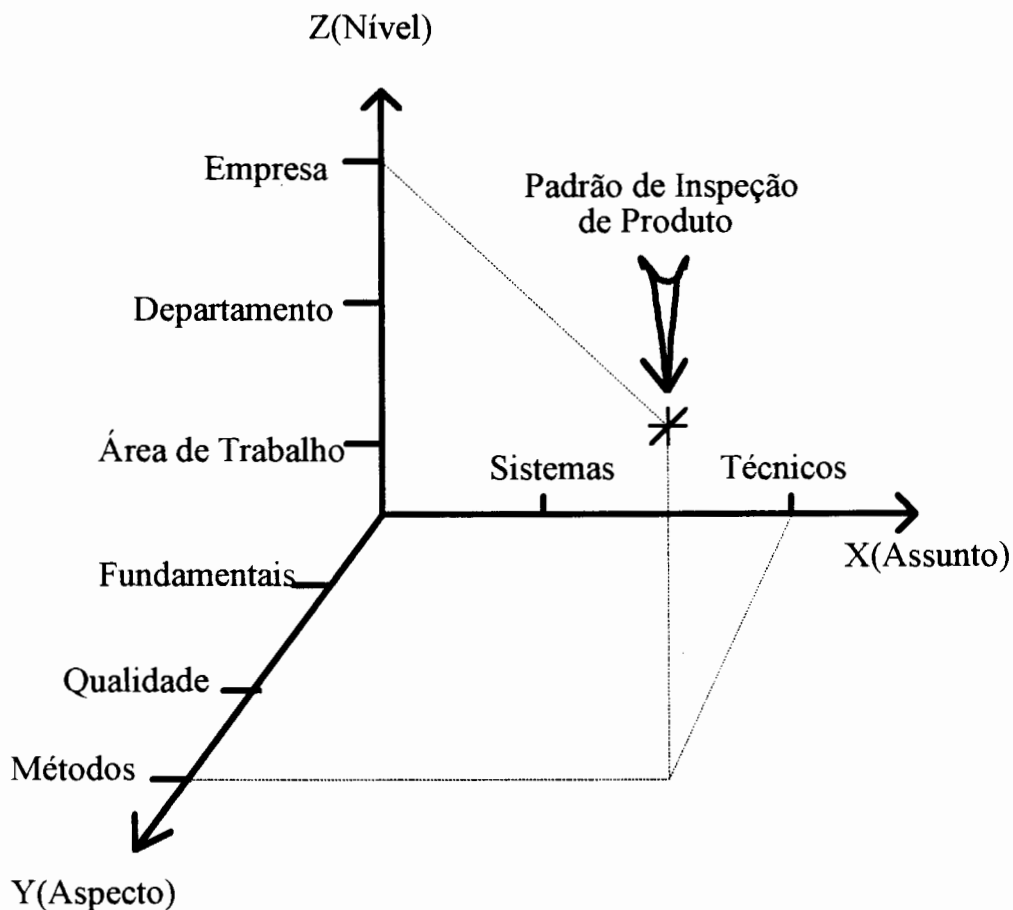 Z(Nível)
Empresa
Padrão de Inspeção
de Produto
Departamento
Área de Trabalho
Sistemas
Técnicos
X(Assunto)
Fundamentais
Qualidade
Métodos
Y(Aspecto)